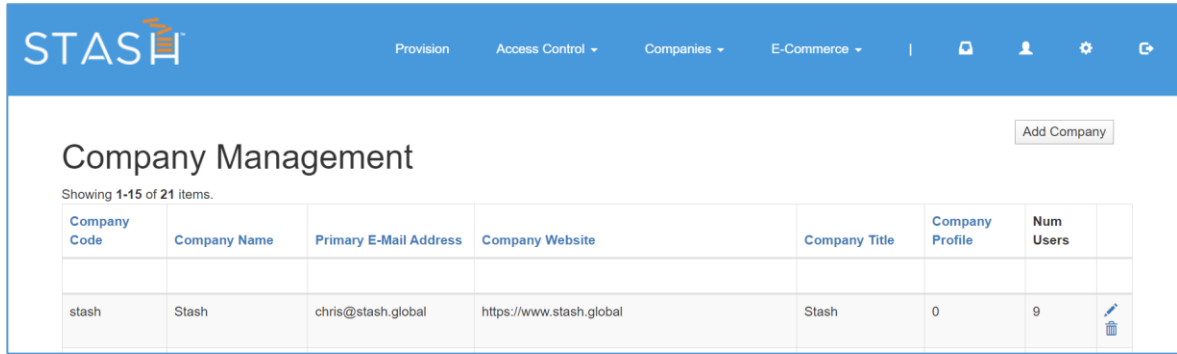 STASH™
Provision Access Control Companies E-Commerce |
Add Company
Company Management
Showing 1-15 of 21 items.
Company Code Company Name Primary E-Mail Address Company Website Company Title Company Profile Num Users
stash Stash chris@stash.global https://www.stash.global Stash 0 9